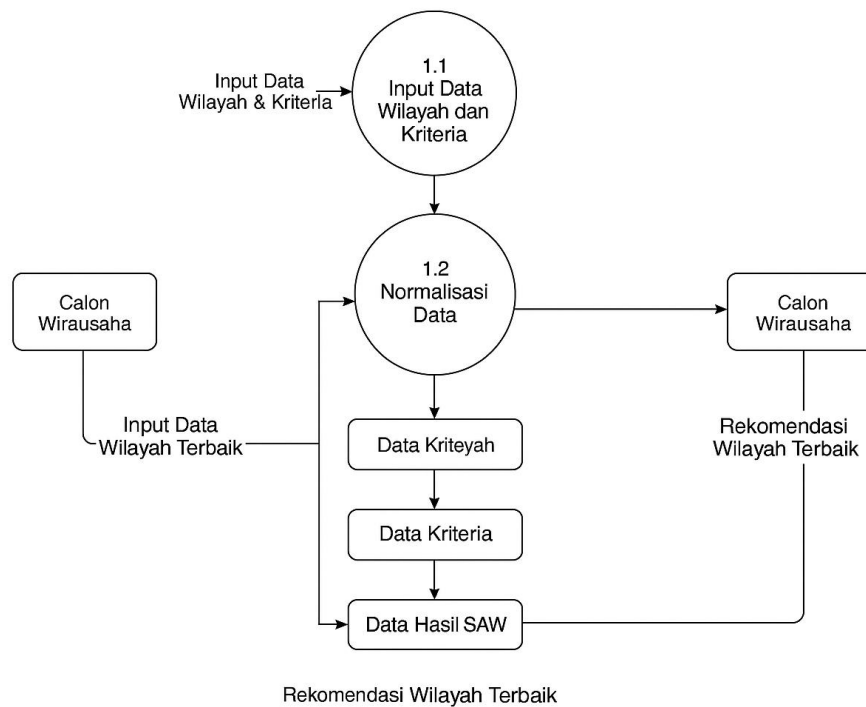 1.1
Input Data
Wilayah dan
Kriteria
Input Data
Wilayah & Kriterla
1.2
Normalisasi
Data
Calon
Wirausaha
Calon
Wirausaha
Input Data
Wilayah Terbaik
Rekomendasi
Wilayah Terbaik
Data Kriteyah
Data Kriteria
Data Hasil SAW
Rekomendasi Wilayah Terbaik